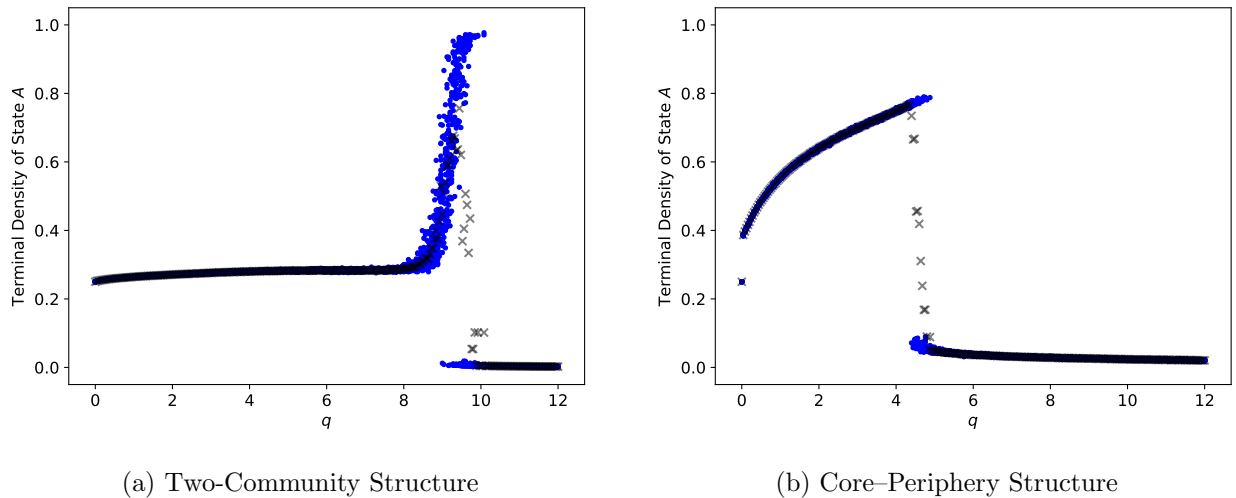 1.0
0.8
0.6
0.4
0.2
0.0
Terminal Density of State A
0 2 4 6 8 10 12
q
(a) Two-Community Structure
1.0
0.8
0.6
0.4
0.2
0.0
Terminal Density of State A
0 2 4 6 8 10 12
q
(b) Core–Periphery Structure